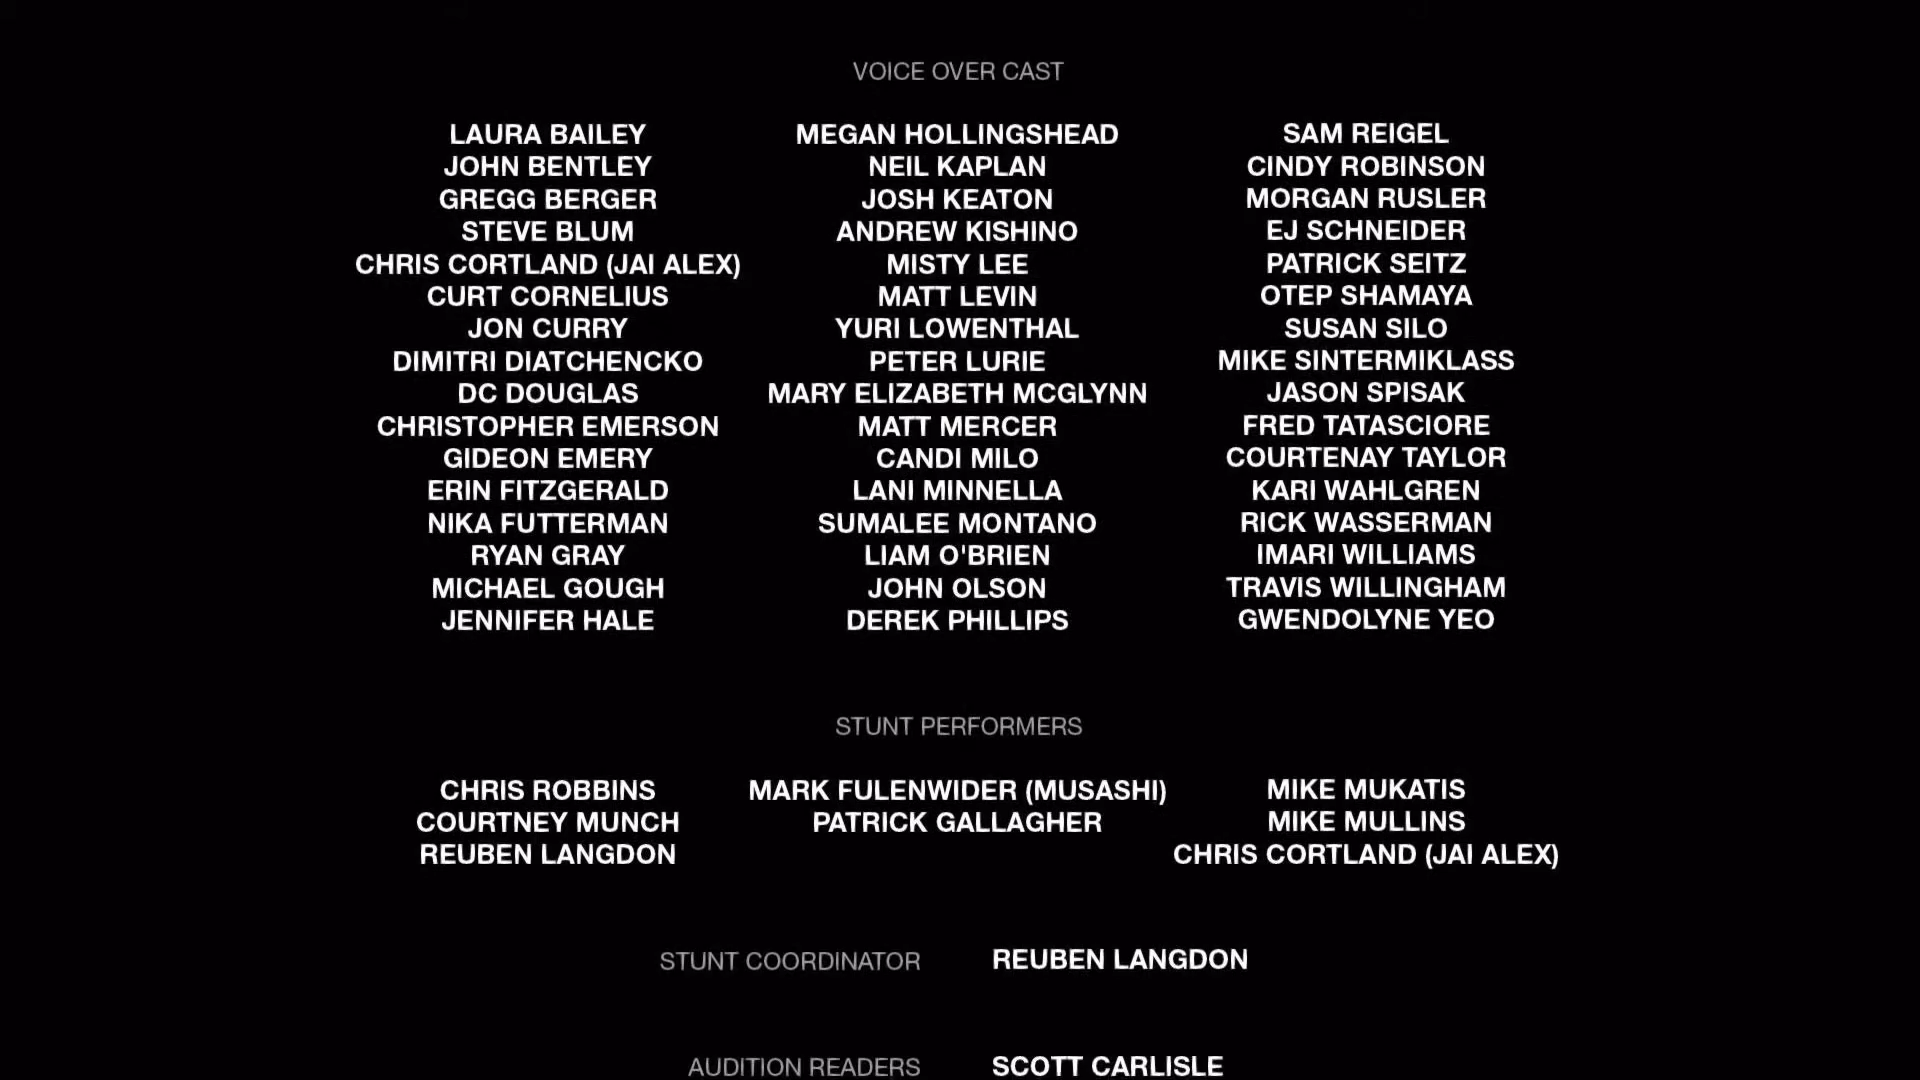 VOICE OVER CAST
LAURA BAILEY
JOHN BENTLEY
GREGG BERGER
STEVE BLUM
CHRIS CORTLAND (JAI ALEX)
CURT CORNELIUS
JON CURRY
DIMITRI DIATCHENCKO
DC DOUGLAS
CHRISTOPHER EMERSON
GIDEON EMERY
ERIN FITZGERALD
NIKA FUTTERMAN
RYAN GRAY
MICHAEL GOUGH
JENNIFER HALE
MEGAN HOLLINGSHEAD
NEIL KAPLAN
JOSH KEATON
ANDREW KISHINO
MISTY LEE
MATT LEVIN
YURI LOWENTHAL
PETER LURIE
MARY ELIZABETH MCGLYNN
MATT MERCER
CANDI MILO
LANI MINNELLA
SUMALEE MONTANO
LIAM O'BRIEN
JOHN OLSON
DEREK PHILLIPS
SAM REIGEL
CINDY ROBINSON
MORGAN RUSLER
EJ SCHNEIDER
PATRICK SEITZ
OTEP SHAMAYA
SUSAN SILO
MIKE SINTERMIKLASS
JASON SPISAK
FRED TATASCIORE
COURTENAY TAYLOR
KARI WAHLGREN
RICK WASSERMAN
IMARI WILLIAMS
TRAVIS WILLINGHAM
GWENDOLYNE YEO
STUNT PERFORMERS
CHRIS ROBBINS
COURTNEY MUNCH
REUBEN LANGDON
MARK FULENWIDER (MUSASHI)
PATRICK GALLAGHER
MIKE MUKATIS
MIKE MULLINS
CHRIS CORTLAND (JAI ALEX)
STUNT COORDINATOR REUBEN LANGDON
AUDITION READERS SCOTT CARLISLE